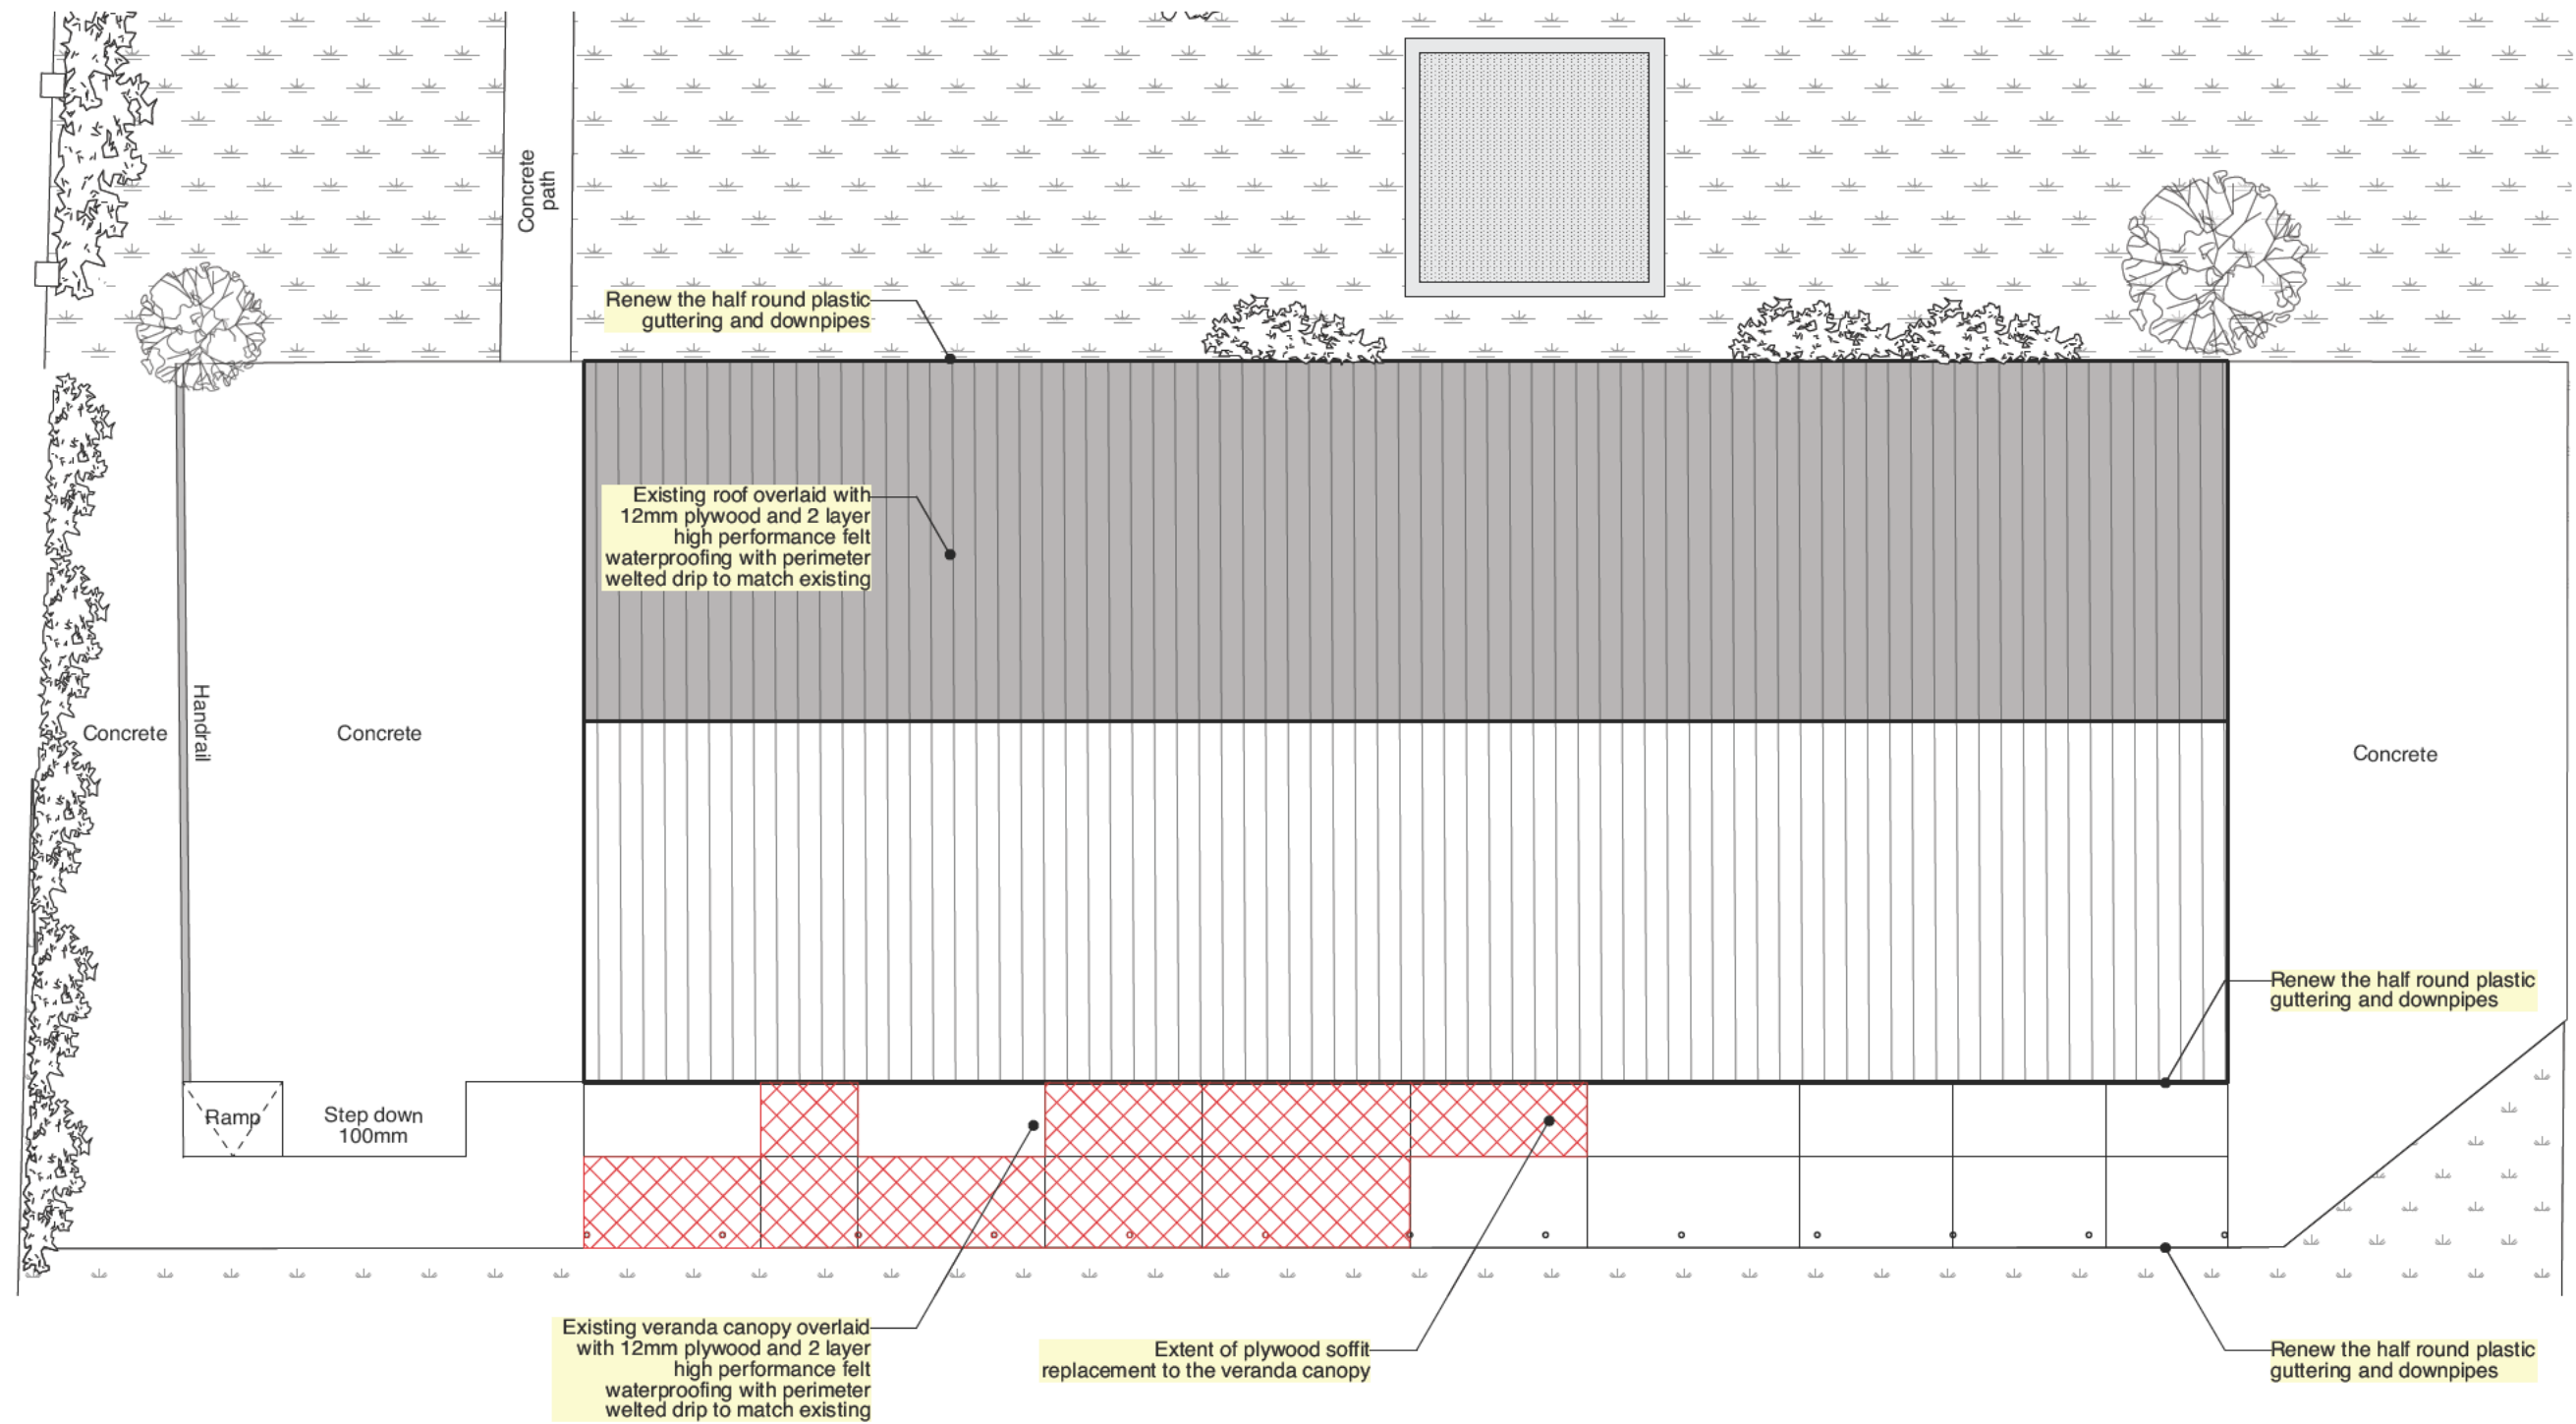 Concrete
path
Renew the half round plastic
guttering and downpipes
Existing roof overlaid with
12mm plywood and 2 layer
high performance felt
waterproofing with perimeter
welted drip to match existing
Handrail
Concrete
Concrete
Concrete
Renew the half round plastic
guttering and downpipes
Ramp
Step down
100mm
Existing veranda canopy overlaid
with 12mm plywood and 2 layer
high performance felt
waterproofing with perimeter
welted drip to match existing
Extent of plywood soffit
replacement to the veranda canopy
Renew the half round plastic
guttering and downpipes